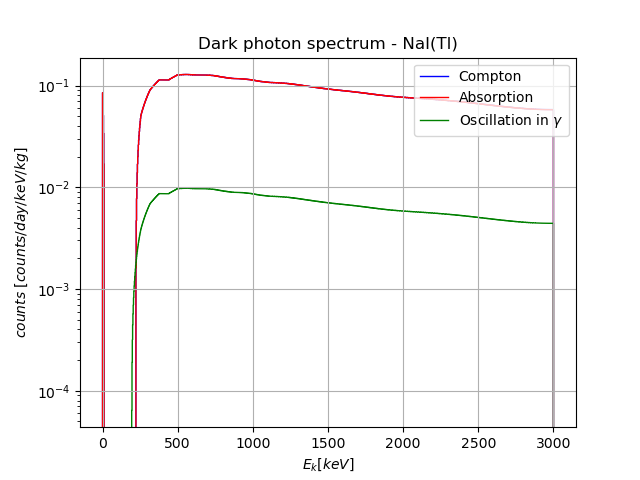 Dark photon spectrum - NaI(Tl)
Compton
Absorption
Oscillation in γ
10⁻¹
10⁻²
10⁻³
10⁻⁴
counts [counts/day/keV/kg]
0 500 1000 1500 2000 2500 3000
Eₖ[keV]